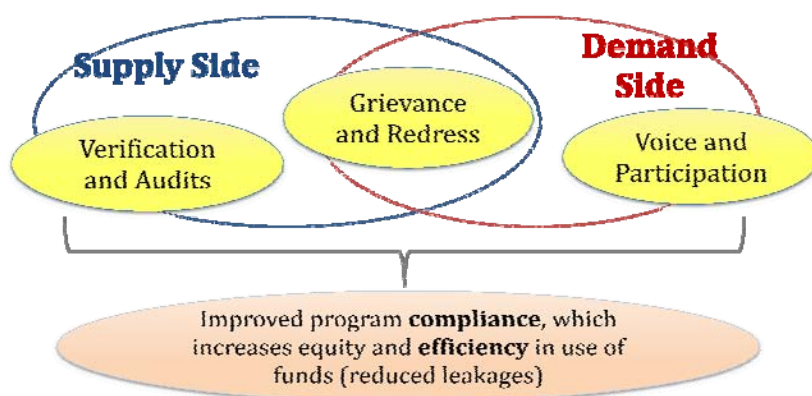 Supply Side
Demand
Side
Grievance
and Redress
Verification
and Audits
Voice and
Participation
Improved program compliance, which
increases equity and efficiency in use of
funds (reduced leakages)